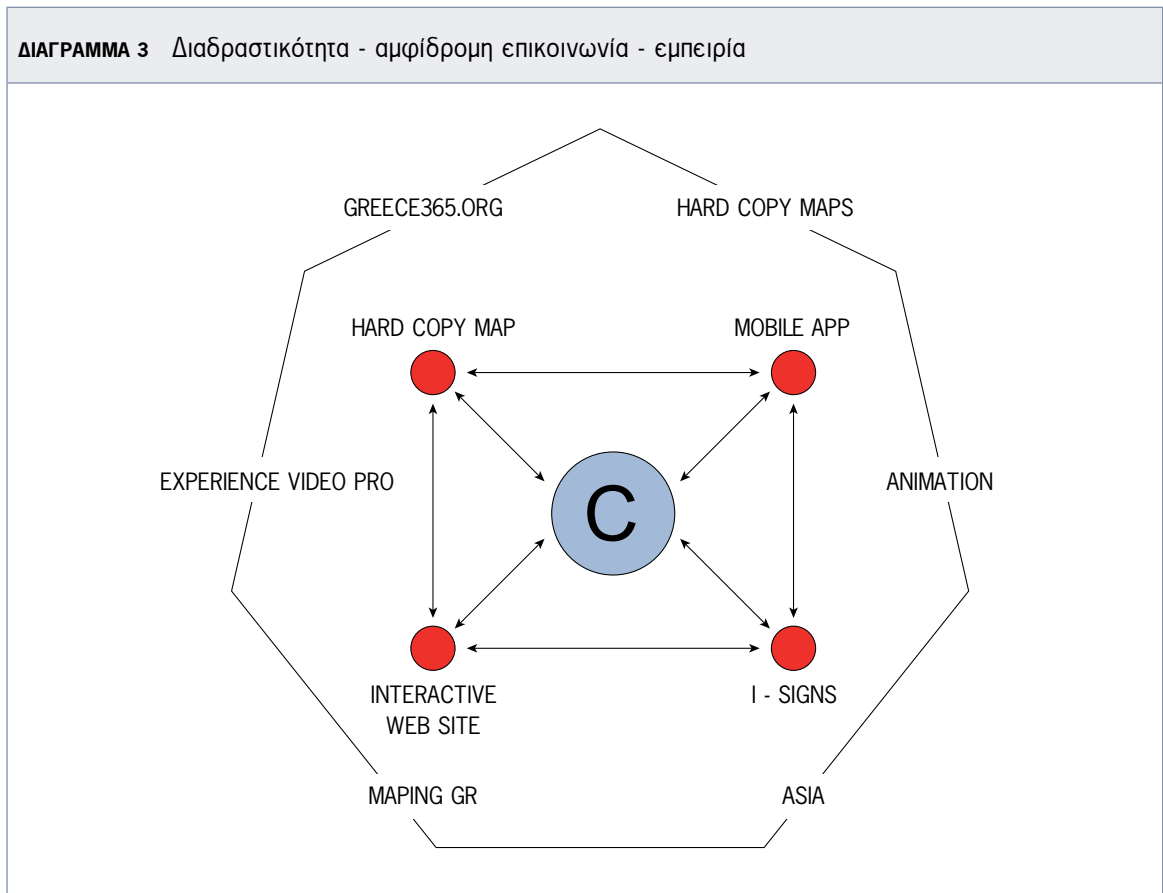 ΔΙΑΓΡΑΜΜΑ 3 Διαδραστικότητα - αμφίδρομη επικοινωνία - εμπειρία
GREECE365.ORG
HARD COPY MAPS
HARD COPY MAP
MOBILE APP
EXPERIENCE VIDEO PRO
ANIMATION
C
INTERACTIVE
WEB SITE
I - SIGNS
MAPING GR
ASIA